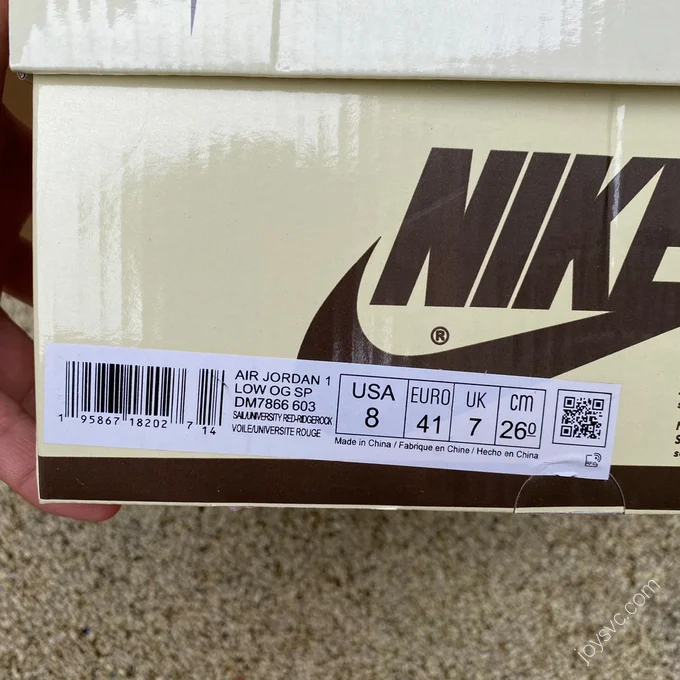 NIKE
®
AIR JORDAN 1
LOW OG SP
DM7866 603
SAIL/UNIVERSITY RED-RIDGEROCK
VOILE/UNIVERSITE ROUGE
1 95867 18202 7 14
USA
8
EURO
41
UK
7
cm
26⁰
Made in China / Fabrique en Chine / Hecho en China
joysvc.com